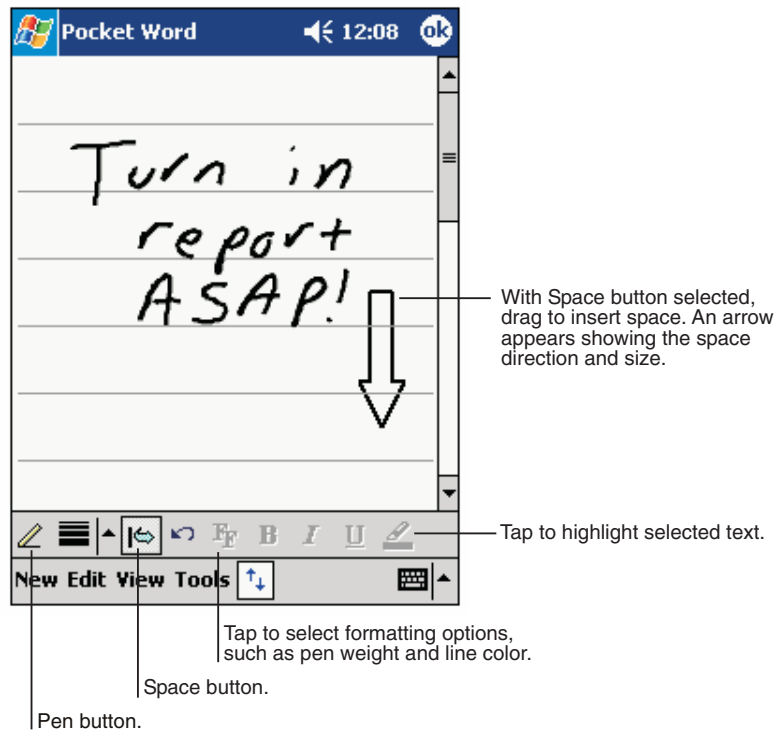 Pocket Word 12:08 ok
Turn in
report
ASAP!
With Space button selected,
drag to insert space. An arrow
appears showing the space
direction and size.
FF B I U
Tap to highlight selected text.
New Edit View Tools
Tap to select formatting options,
such as pen weight and line color.
Space button.
Pen button.